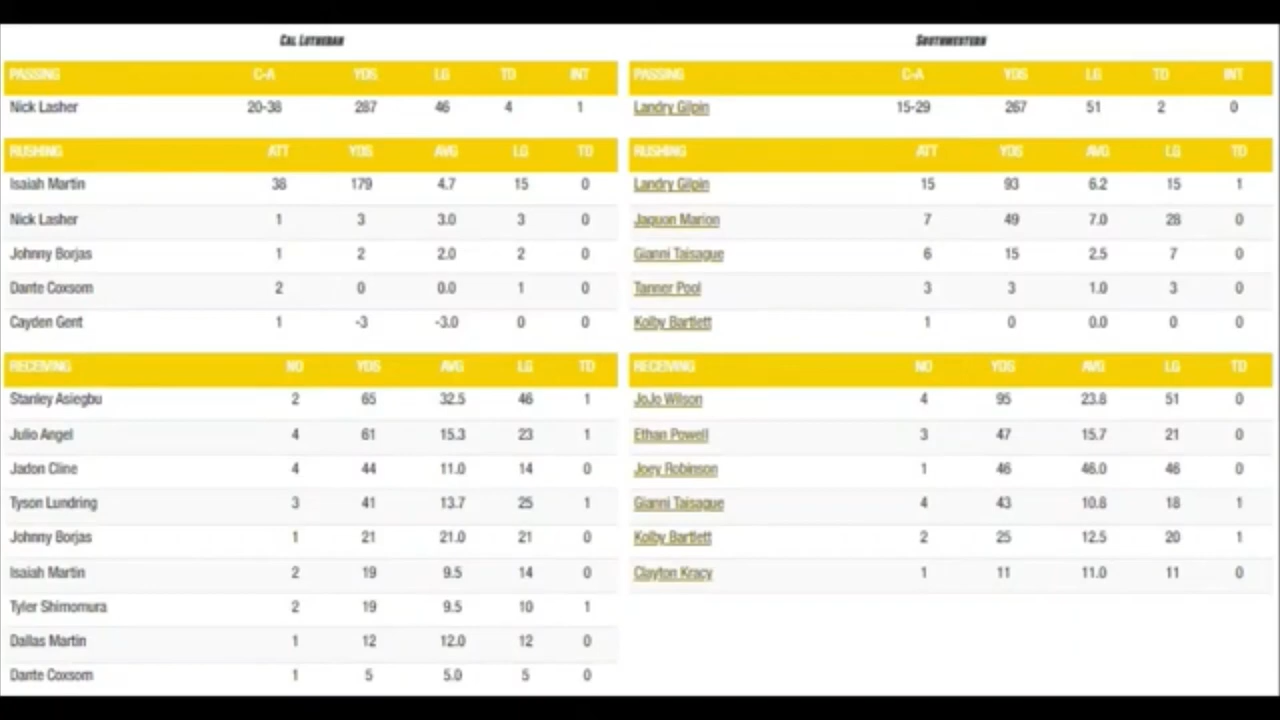 CAL LUTHERAN
PASSING C-A YDS LG TD INT
Nick Lasher 20-38 287 46 4 1
RUSHING ATT YDS AVG LG TD
Isaiah Martin 38 179 4.7 15 0
Nick Lasher 1 3 3.0 3 0
Johnny Borjas 1 2 2.0 2 0
Dante Coxsom 2 0 0.0 1 0
Cayden Gent 1 -3 -3.0 0 0
RECEIVING NO YDS AVG LG TD
Stanley Asiegbu 2 65 32.5 46 1
Julio Angel 4 61 15.3 23 1
Jadon Cline 4 44 11.0 14 0
Tyson Lundring 3 41 13.7 25 1
Johnny Borjas 1 21 21.0 21 0
Isaiah Martin 2 19 9.5 14 0
Tyler Shimomura 2 19 9.5 10 1
Dallas Martin 1 12 12.0 12 0
Dante Coxsom 1 5 5.0 5 0
SOUTHWESTERN
PASSING C-A YDS LG TD INT
Landry Gilpin 15-29 267 51 2 0
RUSHING ATT YDS AVG LG TD
Landry Gilpin 15 93 6.2 15 1
Jaquon Marion 7 49 7.0 28 0
Gianni Taisague 6 15 2.5 7 0
Tanner Pool 3 3 1.0 3 0
Kolby Bartlett 1 0 0.0 0 0
RECEIVING NO YDS AVG LG TD
JoJo Wilson 4 95 23.8 51 0
Ethan Powell 3 47 15.7 21 0
Joey Robinson 1 46 46.0 46 0
Gianni Taisague 4 43 10.8 18 1
Kolby Bartlett 2 25 12.5 20 1
Clayton Kracy 1 11 11.0 11 0